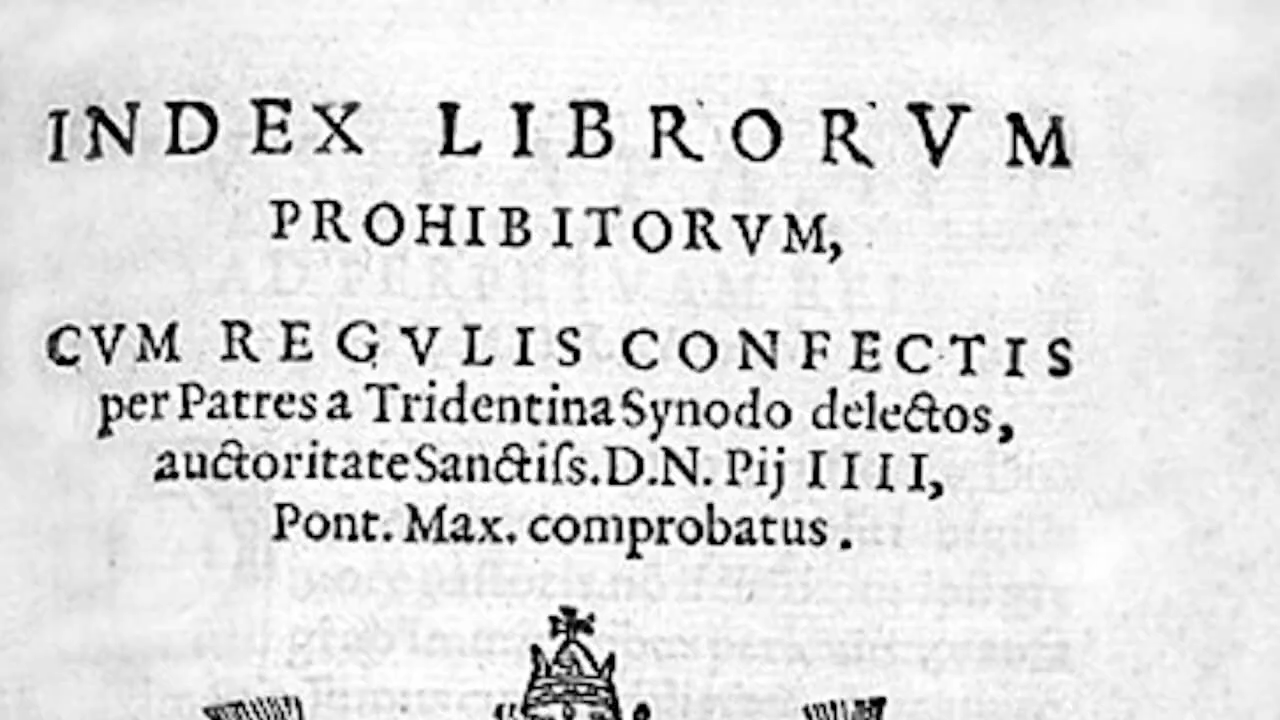 INDEX LIBRORVM
PROHIBITORVM,
CVM REGVLIS CONFECTIS
per Patres a Tridentina Synodo delectos,
auctoritate Sanctiſs. D. N. Pij IIII,
Pont. Max. comprobatus.